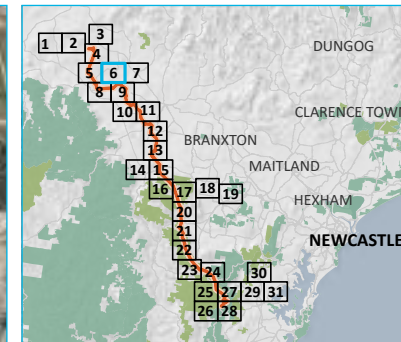 3
DUNGOG
1 2
4
5 6 7
8 9
10 11
CLARENCE TOWN
12
BRANXTON
13
MAITLAND
14 15
16 17 18 19
HEXHAM
20
21
NEWCASTLE
22
23 24 30
25 27 29 31
26 28